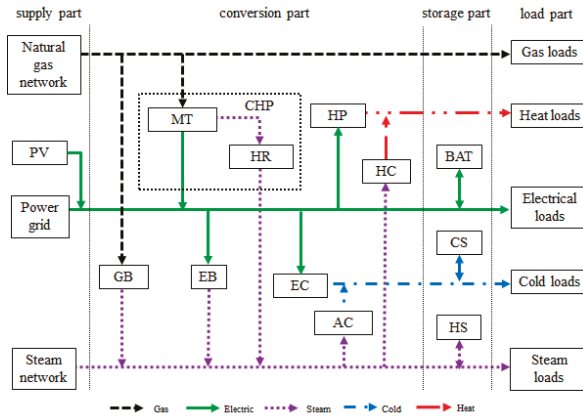 supply part conversion part storage part load part
Natural
gas
network
Gas loads
CHP
MT
HP
Heat loads
PV
HR
HC
BAT
Power
grid
Electrical
loads
CS
GB
EB
EC
Cold loads
AC
HS
Steam
network
Steam
loads
Gas Electric Steam Cold Heat